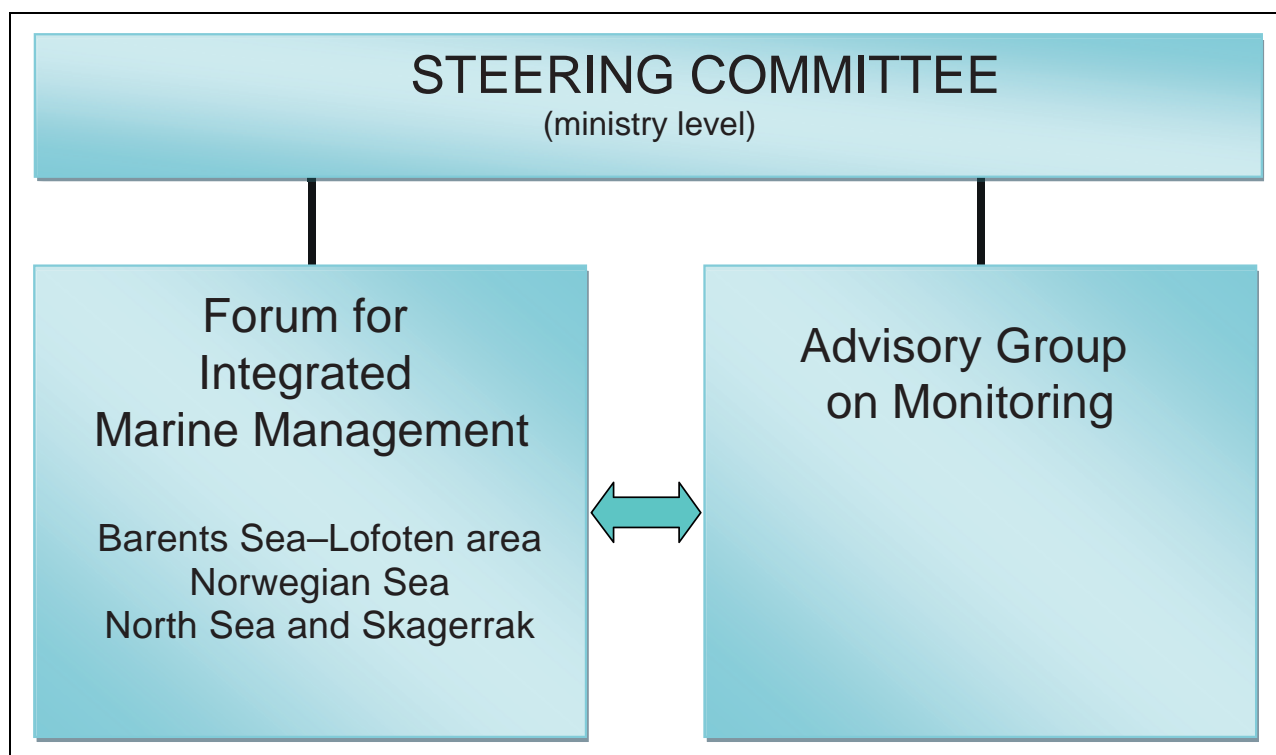 STEERING COMMITTEE
(ministry level)
Forum for
Integrated
Marine Management
Barents Sea–Lofoten area
Norwegian Sea
North Sea and Skagerrak
Advisory Group
on Monitoring